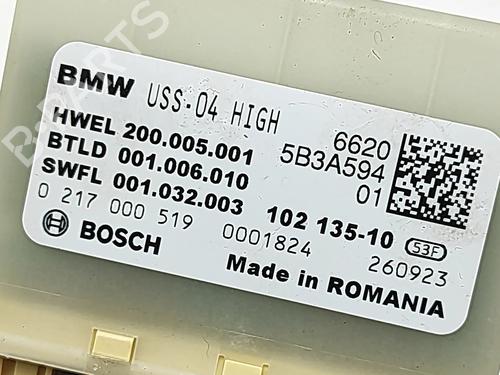 BMW USS-04 HIGH
HWEL 200.005.001 6620
BTLD 001.006.010 5B3A594
SWFL 001.032.003 01
0 217 000 519 102 135-10 53F
BOSCH 0001824 260923
Made in ROMANIA
B-PARTS